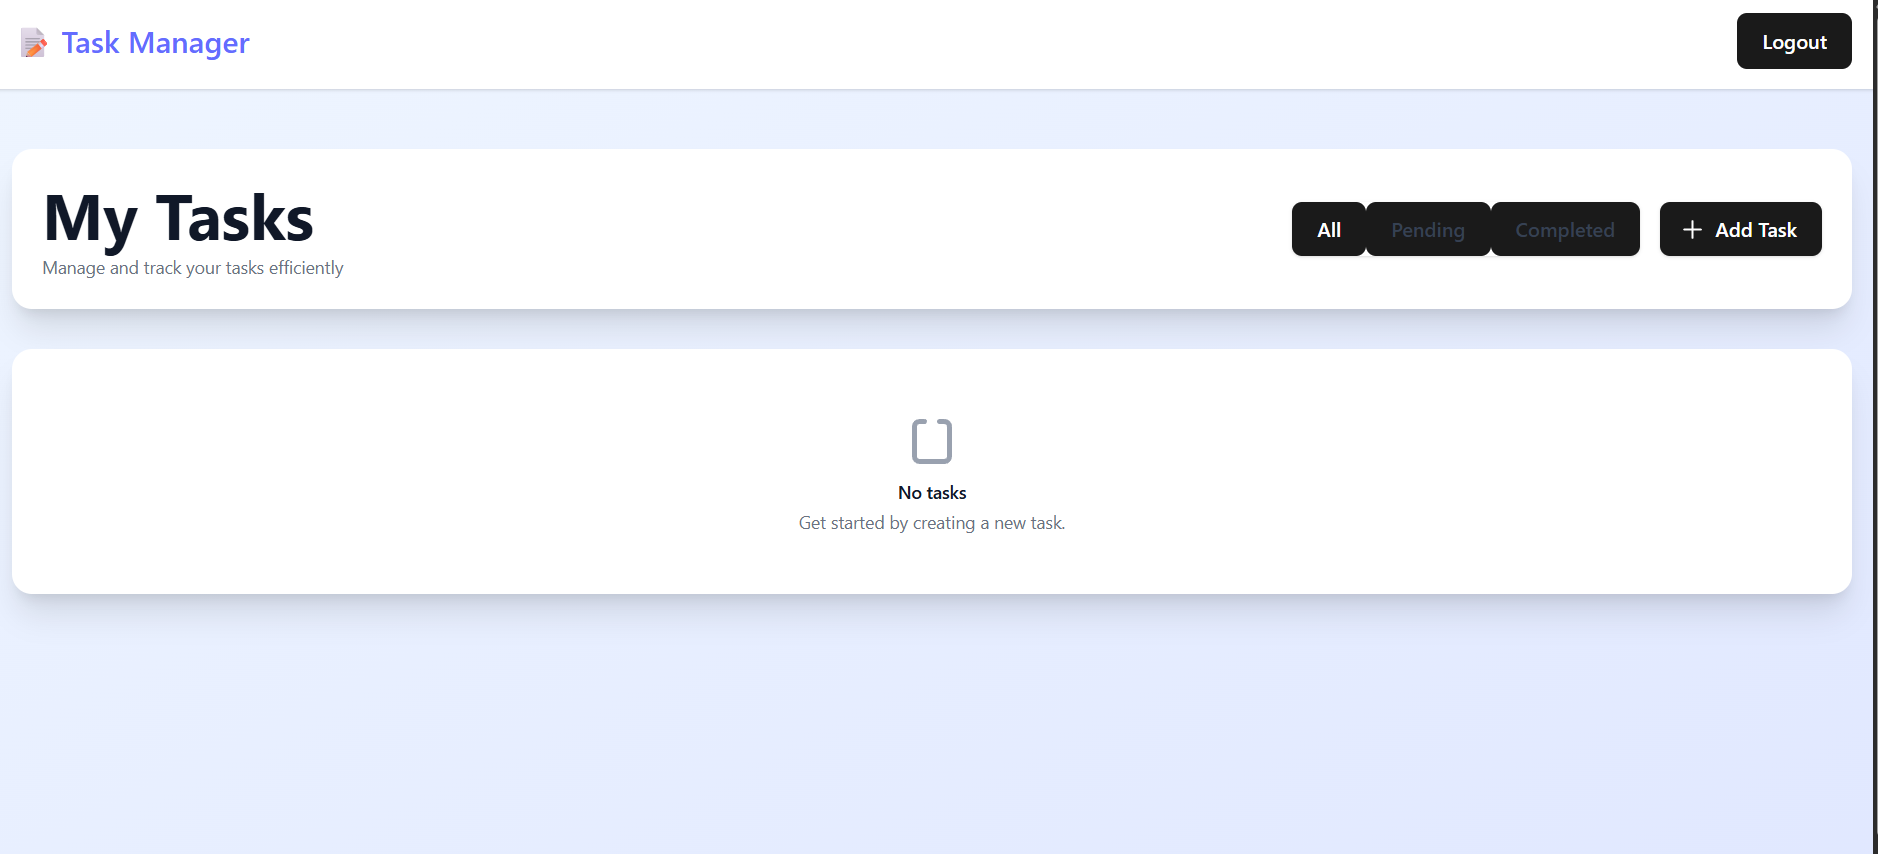 Task Manager
Logout
My Tasks
Manage and track your tasks efficiently
All
Pending
Completed
Add Task
No tasks
Get started by creating a new task.